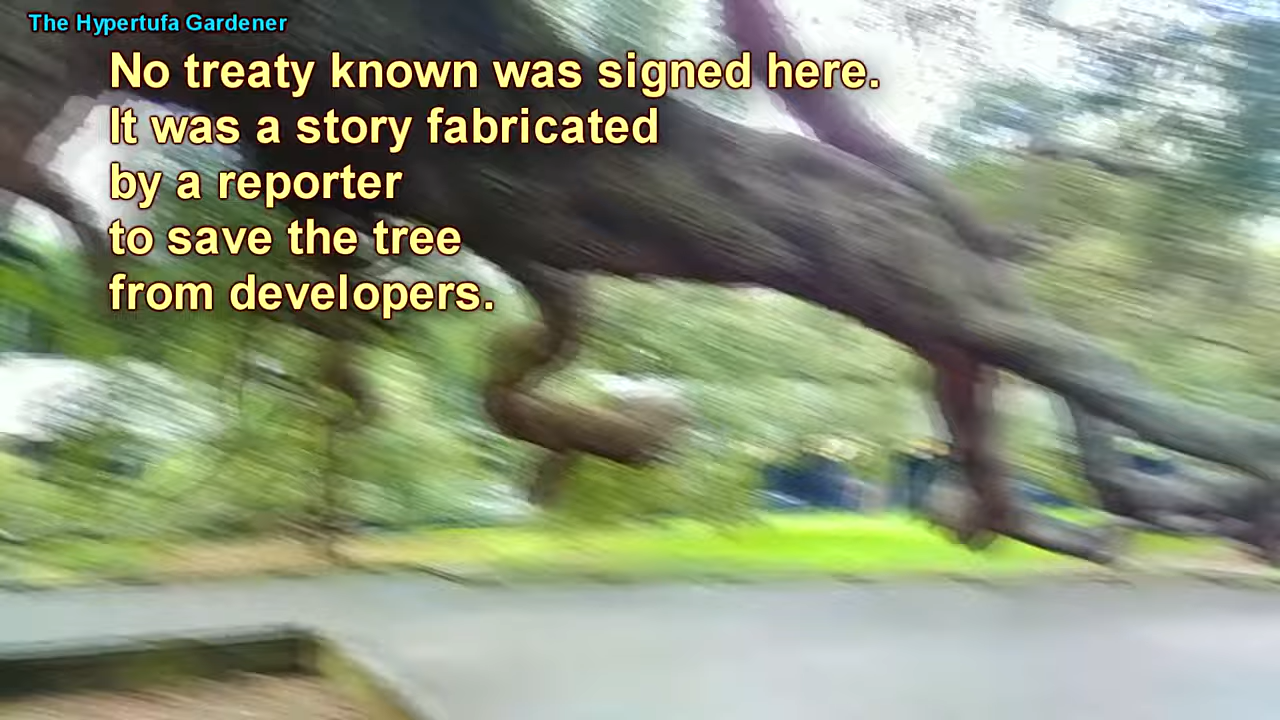 The Hypertufa Gardener
No treaty known was signed here.
It was a story fabricated
by a reporter
to save the tree
from developers.